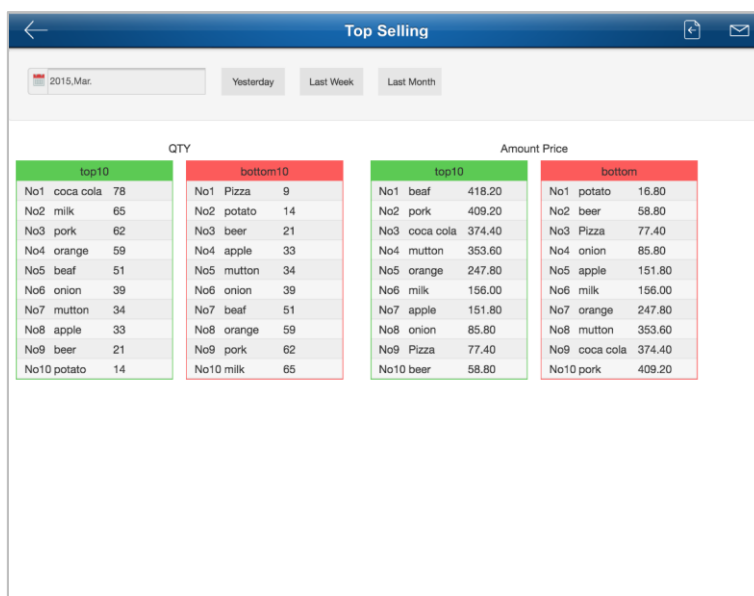 Top Selling
2015,Mar. Yesterday Last Week Last Month
QTY Amount Price
top10 bottom10 top10 bottom
No1 coca cola 78 No1 Pizza 9 No1 beaf 418.20 No1 potato 16.80
No2 milk 65 No2 potato 14 No2 pork 409.20 No2 beer 58.80
No3 pork 62 No3 beer 21 No3 coca cola 374.40 No3 Pizza 77.40
No4 orange 59 No4 apple 33 No4 mutton 353.60 No4 onion 85.80
No5 beaf 51 No5 mutton 34 No5 orange 247.80 No5 apple 151.80
No6 onion 39 No6 onion 39 No6 milk 156.00 No6 milk 156.00
No7 mutton 34 No7 beaf 51 No7 apple 151.80 No7 orange 247.80
No8 apple 33 No8 orange 59 No8 onion 85.80 No8 mutton 353.60
No9 beer 21 No9 pork 62 No9 Pizza 77.40 No9 coca cola 374.40
No10 potato 14 No10 milk 65 No10 beer 58.80 No10 pork 409.20